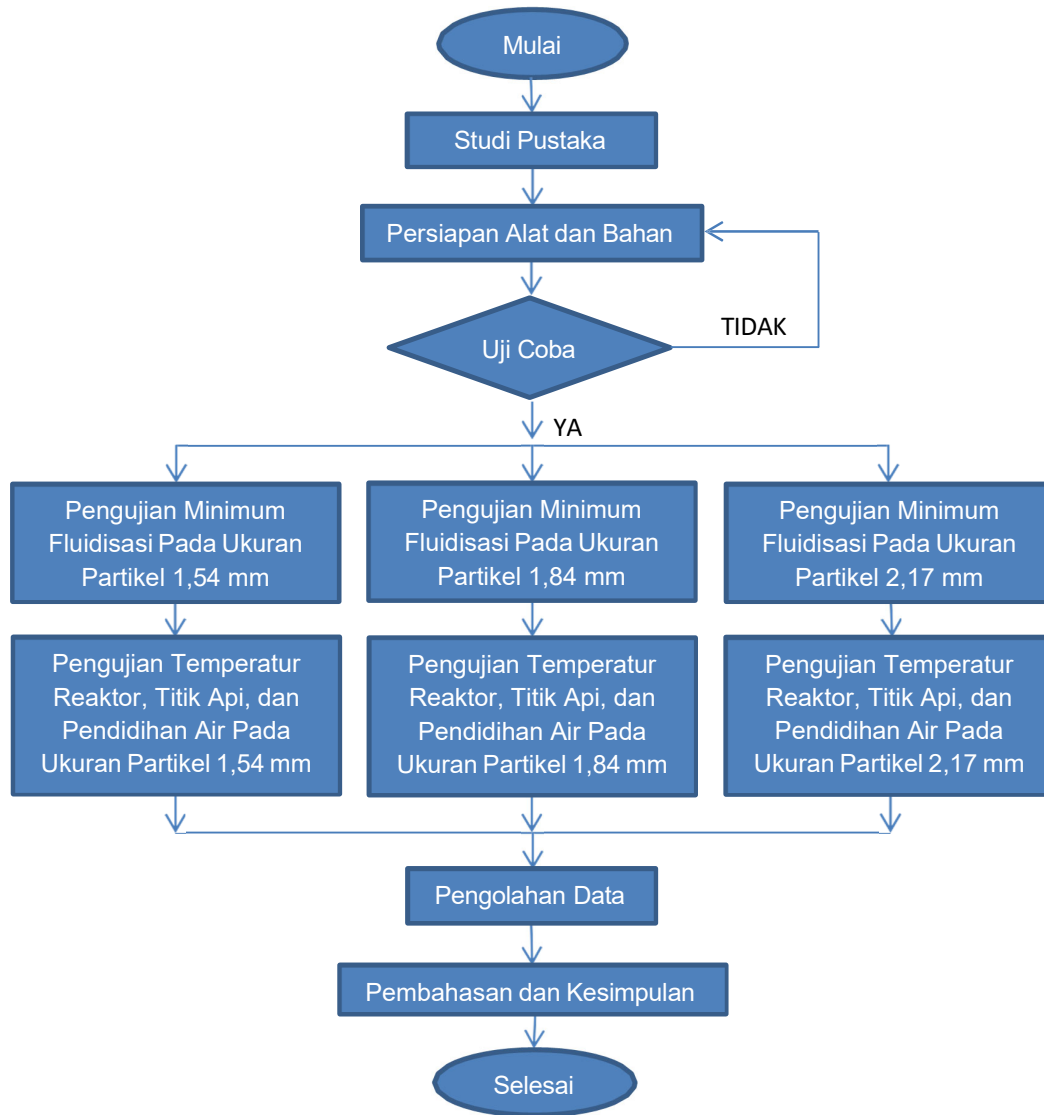 Mulai
Studi Pustaka
Persiapan Alat dan Bahan
Uji Coba
TIDAK
YA
Pengujian Minimum
Fluidisasi Pada Ukuran
Partikel 1,54 mm
Pengujian Minimum
Fluidisasi Pada Ukuran
Partikel 1,84 mm
Pengujian Minimum
Fluidisasi Pada Ukuran
Partikel 2,17 mm
Pengujian Temperatur
Reaktor, Titik Api, dan
Pendidihan Air Pada
Ukuran Partikel 1,54 mm
Pengujian Temperatur
Reaktor, Titik Api, dan
Pendidihan Air Pada
Ukuran Partikel 1,84 mm
Pengujian Temperatur
Reaktor, Titik Api, dan
Pendidihan Air Pada
Ukuran Partikel 2,17 mm
Pengolahan Data
Pembahasan dan Kesimpulan
Selesai